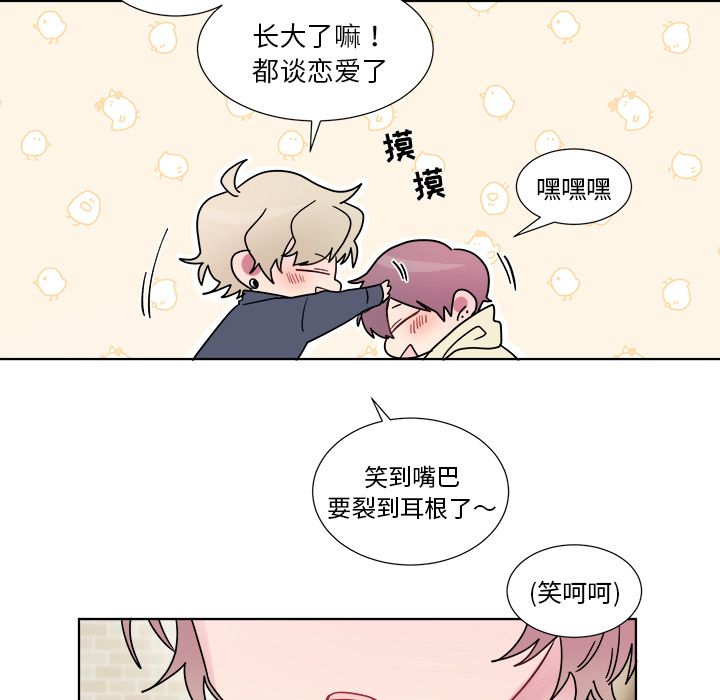 长大了嘛！
都谈恋爱了
摸
摸
嘿嘿嘿
笑到嘴巴
要裂到耳根了～
(笑呵呵)